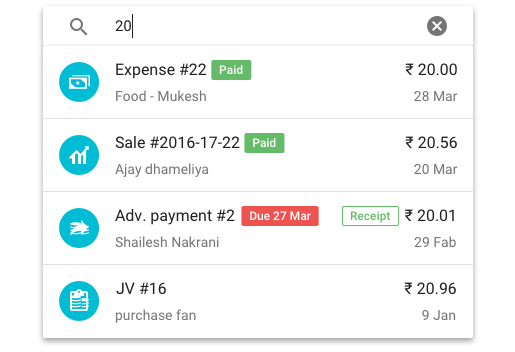 20
Expense #22 Paid ₹ 20.00
Food - Mukesh 28 Mar
Sale #2016-17-22 Paid ₹ 20.56
Ajay dhameliya 20 Mar
Adv. payment #2 Due 27 Mar Receipt ₹ 20.01
Shailesh Nakrani 29 Fab
JV #16 ₹ 20.96
purchase fan 9 Jan